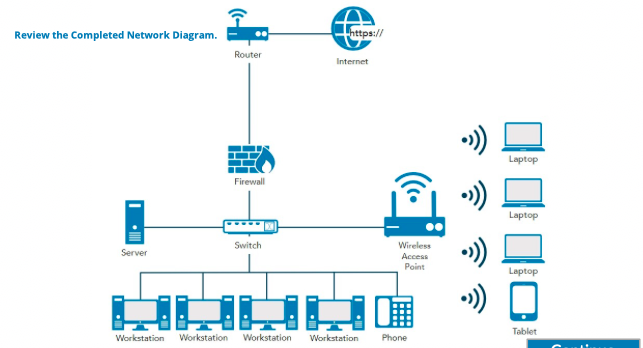 Review the Completed Network Diagram.
https://
Router
Internet
Firewall
Laptop
Laptop
Server
Switch
Wireless
Access
Point
Laptop
Workstation
Workstation
Workstation
Workstation
Phone
Tablet
Continue